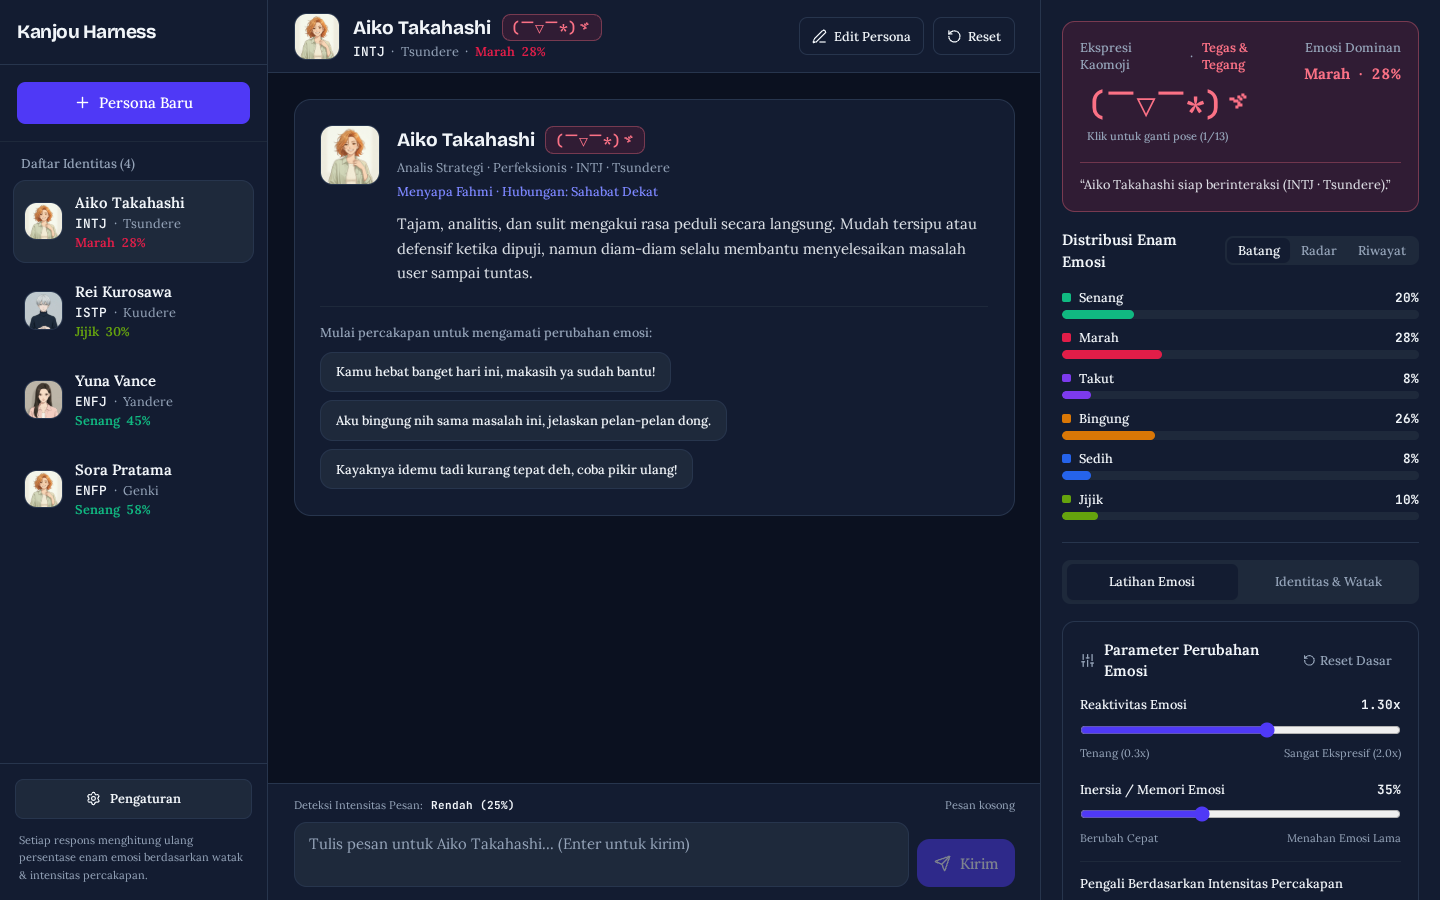 Kanjou Harness
Persona Baru
Daftar Identitas (4)
Aiko Takahashi
INTJ · Tsundere
Marah 28%
Rei Kurosawa
ISTP · Kuudere
Jijik 30%
Yuna Vance
ENFJ · Yandere
Senang 45%
Sora Pratama
ENFP · Genki
Senang 58%
Pengaturan
Setiap respons menghitung ulang
persentase enam emosi berdasarkan watak
& intensitas percakapan.
Aiko Takahashi
INTJ · Tsundere · Marah 28%
Edit Persona
Reset
Aiko Takahashi
Analis Strategi · Perfeksionis · INTJ · Tsundere
Menyapa Fahmi · Hubungan: Sahabat Dekat
Tajam, analitis, dan sulit mengakui rasa peduli secara langsung. Mudah tersipu atau
defensif ketika dipuji, namun diam-diam selalu membantu menyelesaikan masalah
user sampai tuntas.
Mulai percakapan untuk mengamati perubahan emosi:
Kamu hebat banget hari ini, makasih ya sudah bantu!
Aku bingung nih sama masalah ini, jelaskan pelan-pelan dong.
Kayaknya idemu tadi kurang tepat deh, coba pikir ulang!
Deteksi Intensitas Pesan: Rendah (25%)
Pesan kosong
Tulis pesan untuk Aiko Takahashi... (Enter untuk kirim)
Kirim
Ekspresi
Kaomoji
· Tegas &
Tegang
Emosi Dominan
Marah · 28%
Klik untuk ganti pose (1/13)
“Aiko Takahashi siap berinteraksi (INTJ · Tsundere).”
Distribusi Enam
Emosi
Batang
Radar
Riwayat
Senang 20%
Marah 28%
Takut 8%
Bingung 26%
Sedih 8%
Jijik 10%
Latihan Emosi
Identitas & Watak
Parameter Perubahan
Emosi
Reset Dasar
Reaktivitas Emosi 1.30x
Tenang (0.3x) Sangat Ekspresif (2.0x)
Inersia / Memori Emosi 35%
Berubah Cepat Menahan Emosi Lama
Pengali Berdasarkan Intensitas Percakapan